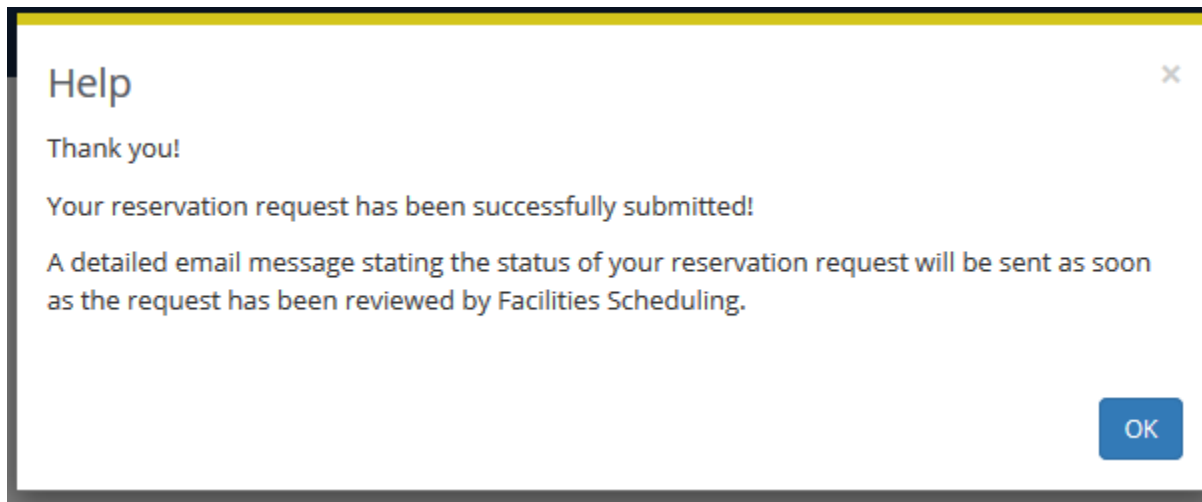 Help
×
Thank you!
Your reservation request has been successfully submitted!
A detailed email message stating the status of your reservation request will be sent as soon
as the request has been reviewed by Facilities Scheduling.
OK